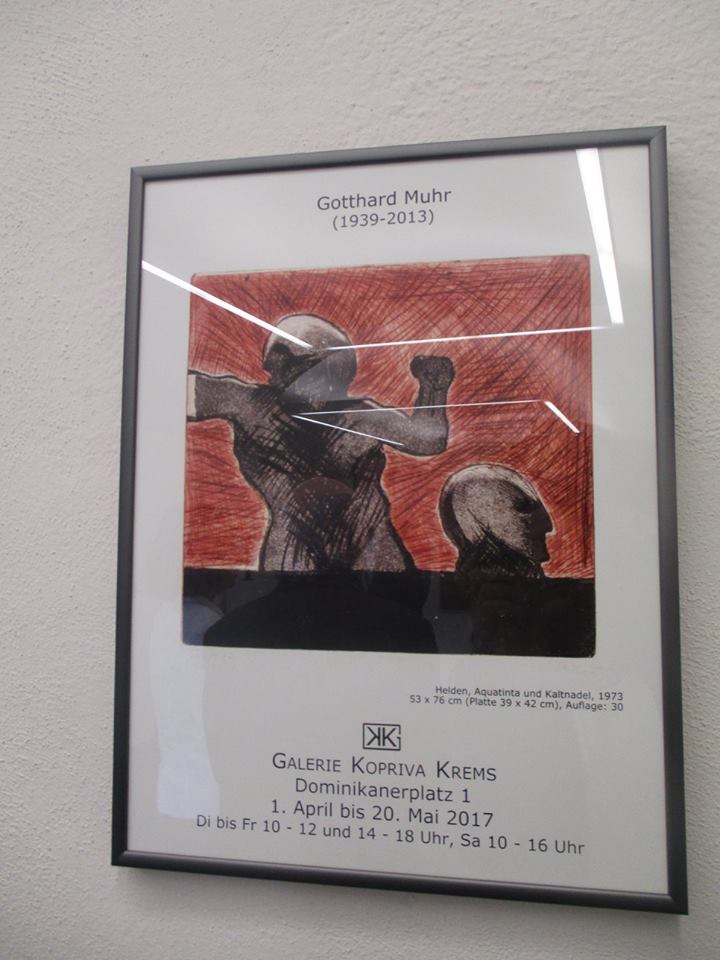 Gotthard Muhr
(1939-2013)
Helden, Aquatinta und Kaltnadel, 1973
53 x 76 cm (Platte 39 x 42 cm), Auflage: 30
KK
GALERIE KOPRIVA KREMS
Dominikanerplatz 1
1. April bis 20. Mai 2017
Di bis Fr 10 - 12 und 14 - 18 Uhr, Sa 10 - 16 Uhr